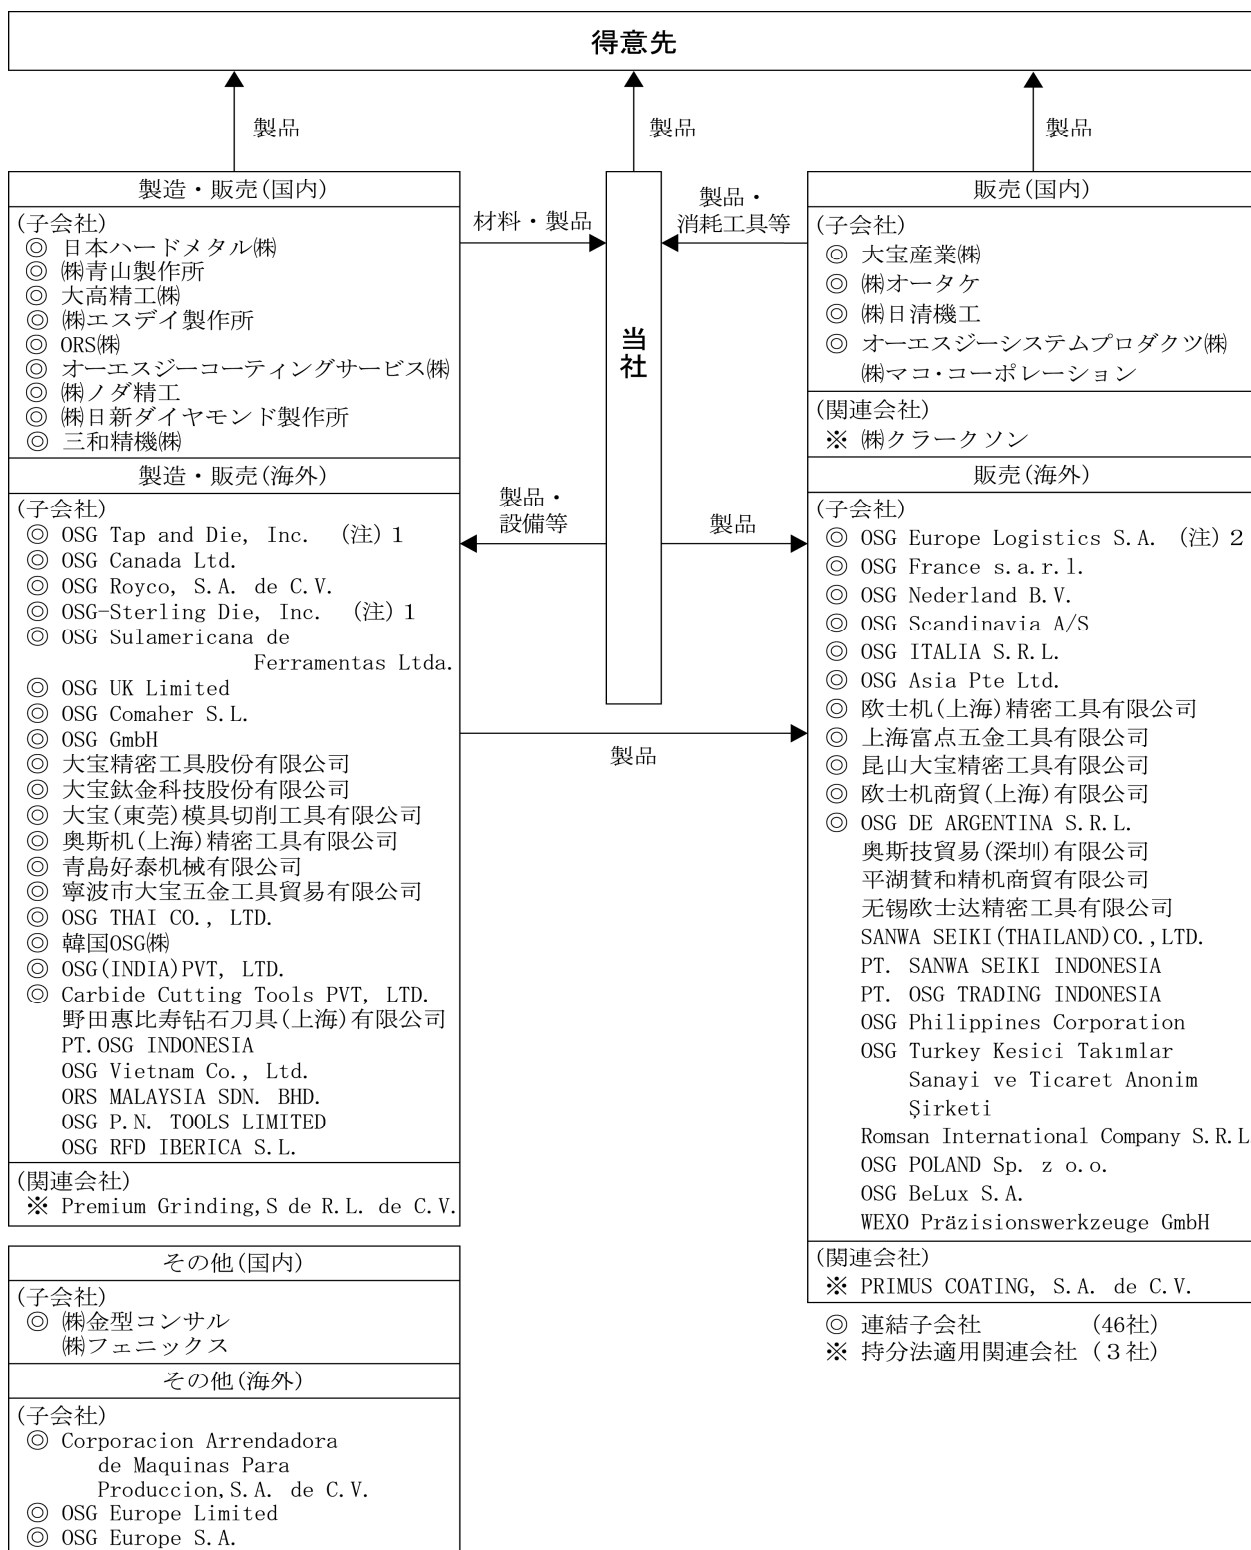 得意先
製品
製品
製品
製造・販売(国内)
(子会社)
◎ 日本ハードメタル㈱
◎ ㈱青山製作所
◎ 大高精工㈱
◎ ㈱エスデイ製作所
◎ ORS㈱
◎ オーエスジーコーティングサービス㈱
◎ ㈱ノダ精工
◎ ㈱日新ダイヤモンド製作所
◎ 三和精機㈱
製造・販売(海外)
(子会社)
◎ OSG Tap and Die, Inc. (注)1
◎ OSG Canada Ltd.
◎ OSG Royco, S.A. de C.V.
◎ OSG-Sterling Die, Inc. (注)1
◎ OSG Sulamericana de
Ferramentas Ltda.
◎ OSG UK Limited
◎ OSG Comaher S.L.
◎ OSG GmbH
◎ 大宝精密工具股份有限公司
◎ 大宝鈦金科技股份有限公司
◎ 大宝(東莞)模具切削工具有限公司
◎ 奥斯机(上海)精密工具有限公司
◎ 青島好泰机械有限公司
◎ 寧波市大宝五金工具貿易有限公司
◎ OSG THAI CO., LTD.
◎ 韓国OSG㈱
◎ OSG(INDIA)PVT, LTD.
◎ Carbide Cutting Tools PVT, LTD.
野田惠比寿钻石刀具(上海)有限公司
PT.OSG INDONESIA
OSG Vietnam Co., Ltd.
ORS MALAYSIA SDN. BHD.
OSG P.N. TOOLS LIMITED
OSG RFD IBERICA S.L.
(関連会社)
※ Premium Grinding,S de R.L. de C.V.
その他(国内)
(子会社)
◎ ㈱金型コンサル
㈱フェニックス
その他(海外)
(子会社)
◎ Corporacion Arrendadora
de Maquinas Para
Produccion,S.A. de C.V.
◎ OSG Europe Limited
◎ OSG Europe S.A.
材料・製品
製品・
設備等
当社
製品・
消耗工具等
製品
製品
販売(国内)
(子会社)
◎ 大宝産業㈱
◎ ㈱オータケ
◎ ㈱日清機工
◎ オーエスジーシステムプロダクツ㈱
㈱マコ・コーポレーション
(関連会社)
※ ㈱クラークソン
販売(海外)
(子会社)
◎ OSG Europe Logistics S.A. (注)2
◎ OSG France s.a.r.l.
◎ OSG Nederland B.V.
◎ OSG Scandinavia A/S
◎ OSG ITALIA S.R.L.
◎ OSG Asia Pte Ltd.
◎ 欧士机(上海)精密工具有限公司
◎ 上海富点五金工具有限公司
◎ 昆山大宝精密工具有限公司
◎ 欧士机商貿(上海)有限公司
◎ OSG DE ARGENTINA S.R.L.
奥斯技貿易(深圳)有限公司
平湖賛和精机商貿有限公司
无锡欧士达精密工具有限公司
SANWA SEIKI(THAILAND)CO.,LTD.
PT. SANWA SEIKI INDONESIA
PT. OSG TRADING INDONESIA
OSG Philippines Corporation
OSG Turkey Kesici Takımlar
Sanayi ve Ticaret Anonim
Şirketi
Romsan International Company S.R.L
OSG POLAND Sp. z o.o.
OSG BeLux S.A.
WEXO Präzisionswerkzeuge GmbH
(関連会社)
※ PRIMUS COATING, S.A. de C.V.
◎ 連結子会社 (46社)
※ 持分法適用関連会社 (3社)